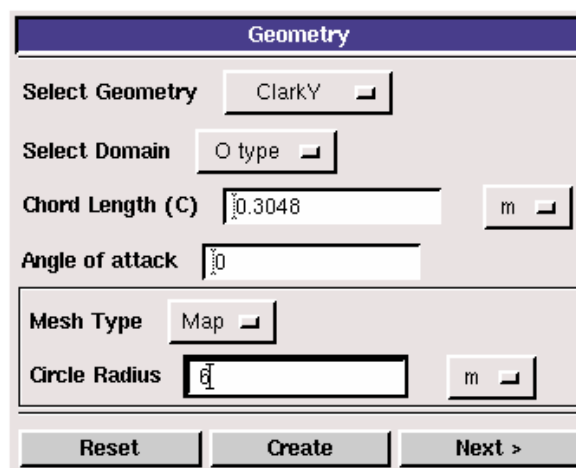 Geometry
Select Geometry ClarkY
Select Domain O type
Chord Length (C) 0.3048 m
Angle of attack 0
Mesh Type Map
Circle Radius 6 m
Reset Create Next >